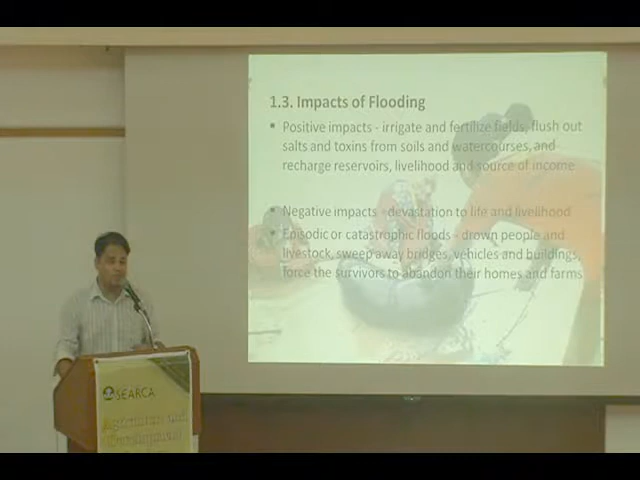 1.3. Impacts of Flooding
▪ Positive impacts - irrigate and fertilize fields, flush out
salts and toxins from soils and watercourses, and
recharge reservoirs, livelihood and source of income
▪ Negative impacts - devastation to life and livelihood
▪ Episodic or catastrophic floods - drown people and
livestock, sweep away bridges, vehicles and buildings,
force the survivors to abandon their homes and farms
SEARCA
Agriculture and
Development